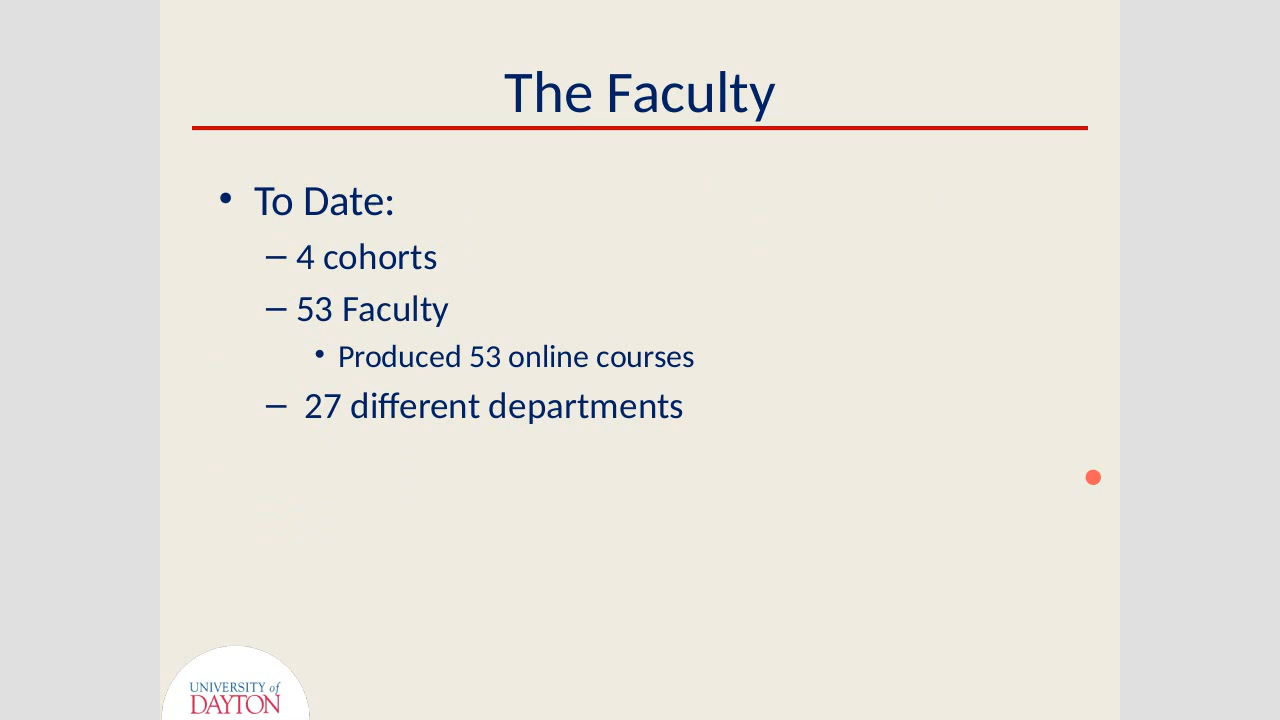 The Faculty
• To Date:
– 4 cohorts
– 53 Faculty
• Produced 53 online courses
– 27 different departments
UNIVERSITY of
DAYTON